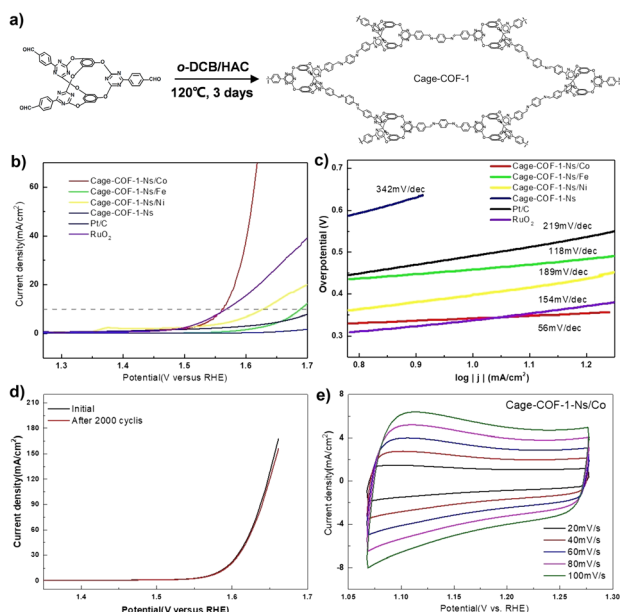 a)
CHO
OHC
CHO
o-DCB/HAC
120℃, 3 days
Cage-COF-1
b)
Current density(mA/cm²)
60
50
40
30
20
10
0
Cage-COF-1-Ns/Co
Cage-COF-1-Ns/Fe
Cage-COF-1-Ns/Ni
Cage-COF-1-Ns
Pt/C
RuO₂
1.3
1.4
1.5
1.6
1.7
Potential(V versus RHE)
c)
Overpotential (V)
0.7
0.6
0.5
0.4
0.3
342mV/dec
Cage-COF-1-Ns/Co
Cage-COF-1-Ns/Fe
Cage-COF-1-Ns/Ni
Cage-COF-1-Ns
Pt/C
RuO₂
219mV/dec
118mV/dec
189mV/dec
154mV/dec
56mV/dec
0.8
1.0
1.2
log | j | (mA/cm²)
d)
Current density(mA/cm²)
210
180
150
120
90
60
30
0
Initial
After 2000 cyclis
1.4
1.5
1.6
1.7
Potential(V versus RHE)
e)
Cage-COF-1-Ns/Co
Current density(mA/cm²)
8
4
0
-4
-8
20mV/s
40mV/s
60mV/s
80mV/s
100mV/s
1.05
1.10
1.15
1.20
1.25
1.30
Potential(V vs. RHE)